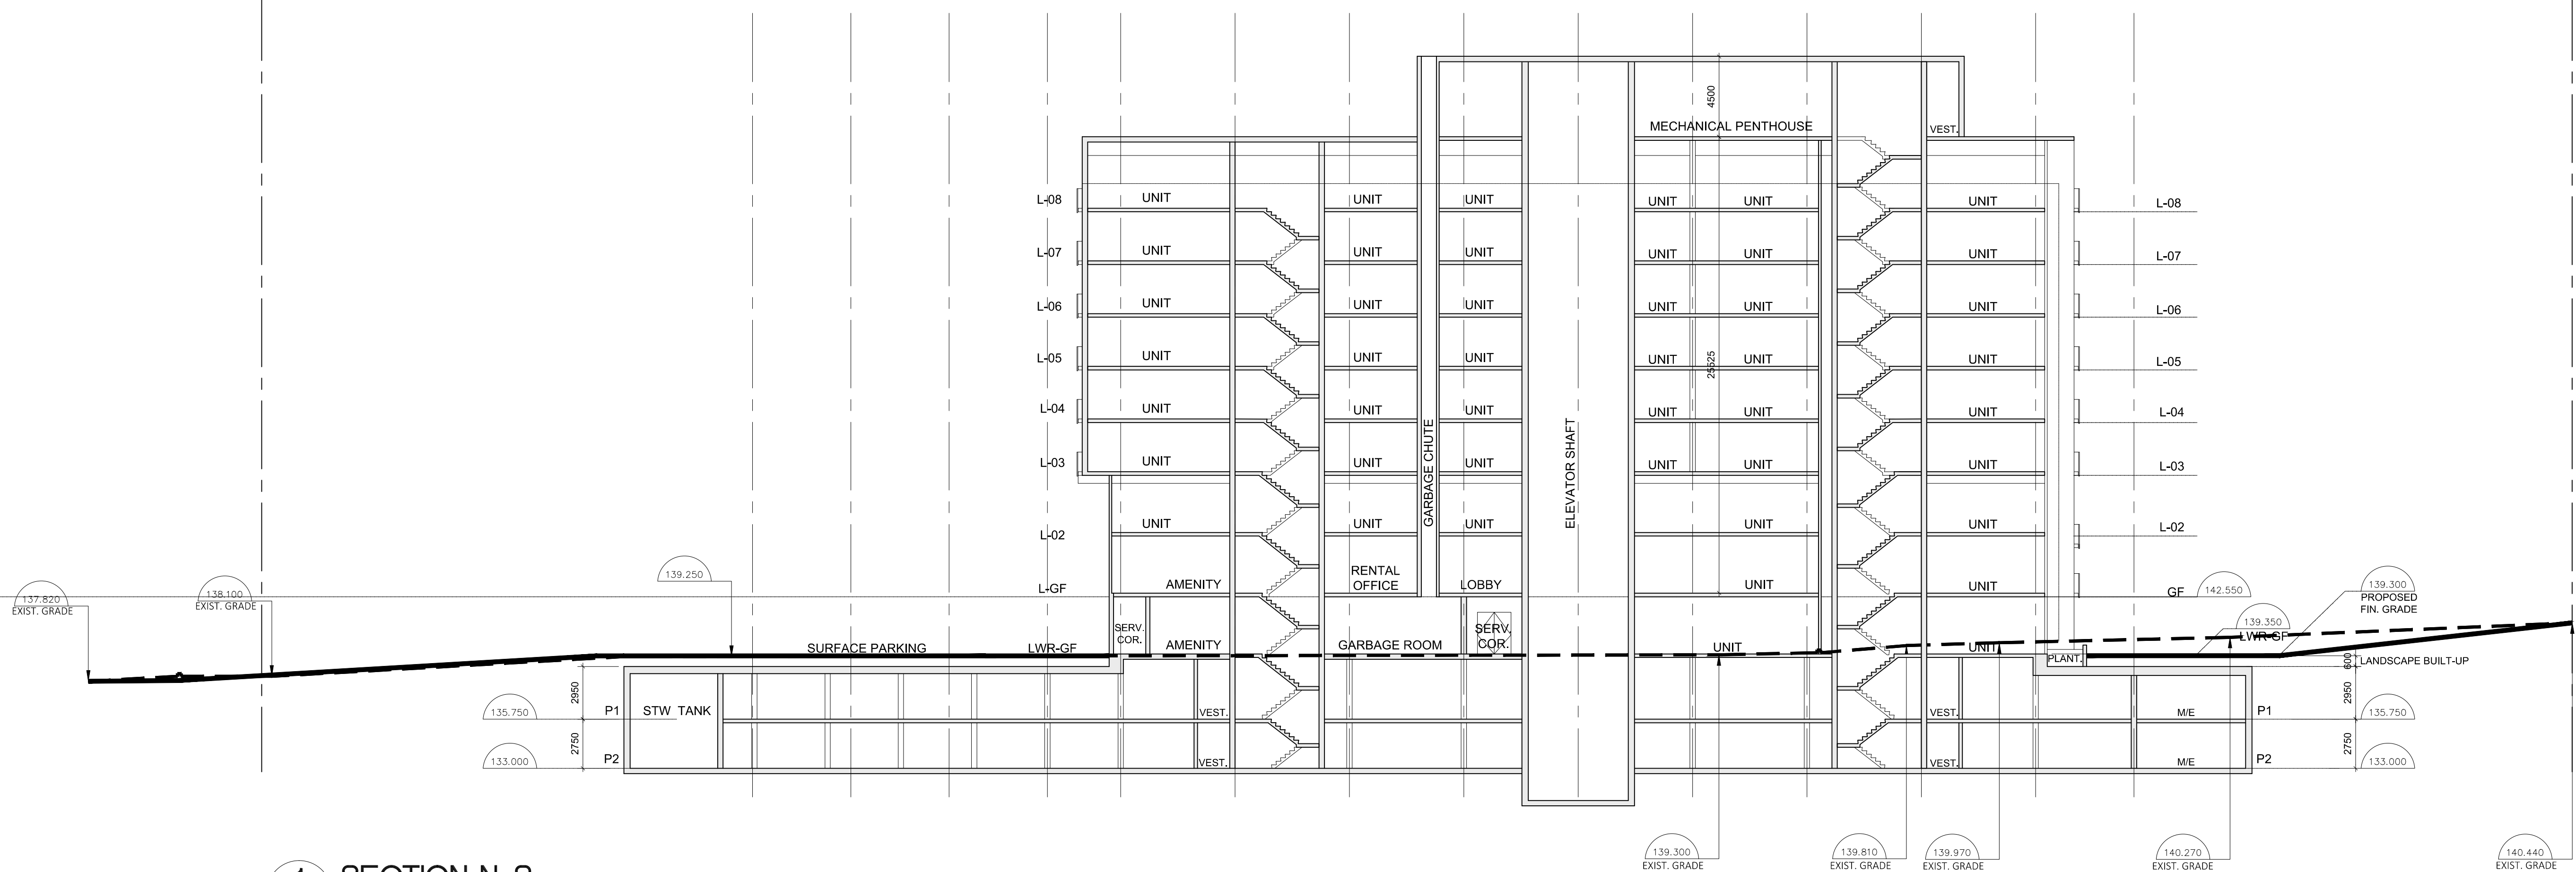 4500
MECHANICAL PENTHOUSE
VEST.
L-08
UNIT
UNIT
UNIT
UNIT
UNIT
UNIT
L-08
L-07
UNIT
UNIT
UNIT
UNIT
UNIT
UNIT
L-07
L-06
UNIT
UNIT
UNIT
UNIT
UNIT
UNIT
L-06
L-05
UNIT
UNIT
UNIT
UNIT
UNIT
UNIT
L-05
25525
L-04
UNIT
UNIT
UNIT
UNIT
UNIT
UNIT
L-04
GARBAGE CHUTE
ELEVATOR SHAFT
L-03
UNIT
UNIT
UNIT
UNIT
UNIT
UNIT
L-03
L-02
UNIT
UNIT
UNIT
UNIT
UNIT
L-02
137.820
EXIST. GRADE
138.100
EXIST. GRADE
139.250
L-GF
AMENITY
RENTAL
OFFICE
LOBBY
UNIT
UNIT
GF
142.550
139.300
PROPOSED
FIN. GRADE
139.350
LWR-GF
SURFACE PARKING
LWR-GF
SERV.
COR.
AMENITY
GARBAGE ROOM
SERV.
COR.
UNIT
UNIT
PLANT.
600
LANDSCAPE BUILT-UP
2950
135.750
P1
STW TANK
VEST.
VEST.
M/E
P1
2950
135.750
2750
133.000
P2
VEST.
VEST.
M/E
P2
2750
133.000
139.300
EXIST. GRADE
139.810
EXIST. GRADE
139.970
EXIST. GRADE
140.270
EXIST. GRADE
140.440
EXIST. GRADE